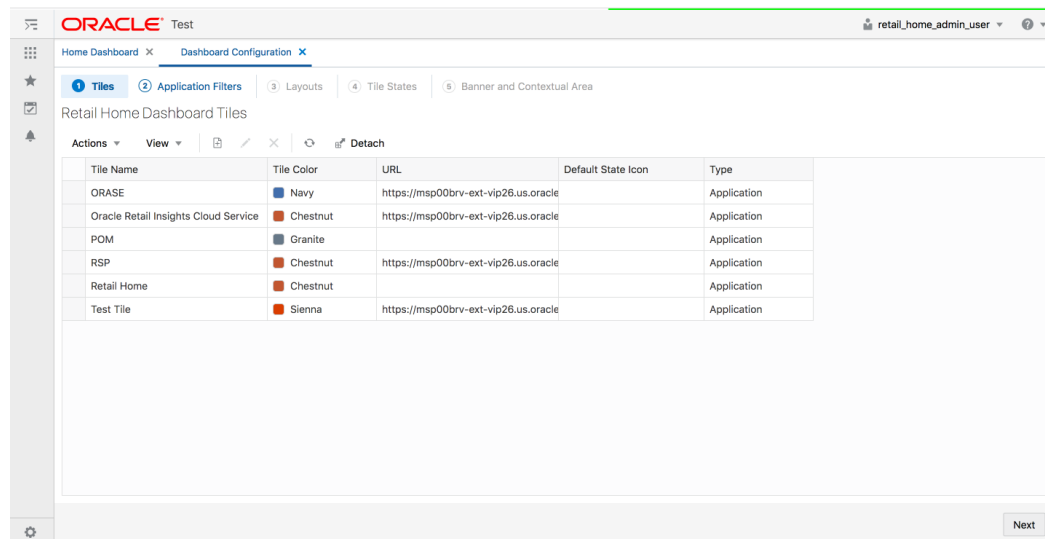 ORACLE® Test retail_home_admin_user
Home Dashboard Dashboard Configuration
1 Tiles 2 Application Filters 3 Layouts 4 Tile States 5 Banner and Contextual Area
Retail Home Dashboard Tiles
Actions View Detach
Tile Name Tile Color URL Default State Icon Type
ORASE Navy https://msp00brv-ext-vip26.us.oracle Application
Oracle Retail Insights Cloud Service Chestnut https://msp00brv-ext-vip26.us.oracle Application
POM Granite Application
RSP Chestnut https://msp00brv-ext-vip26.us.oracle Application
Retail Home Chestnut Application
Test Tile Sienna https://msp00brv-ext-vip26.us.oracle Application
Next